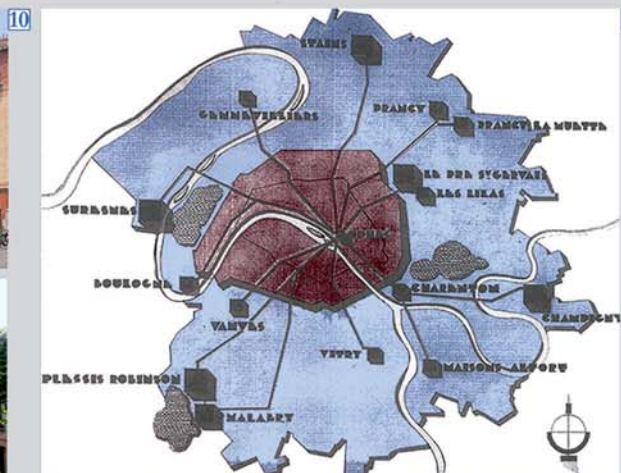 10
STAINS
GENNEVILLIERS
DRANCY
DRANCY LA MUETTE
LE PRE ST GERVAIS
LES LILAS
SURESNES
BOULOGNE
CHARENTON
CHAMPIGNY
VANVES
VITRY
MAISONS ALFORT
PLESSIS ROBINSON
MALABRY